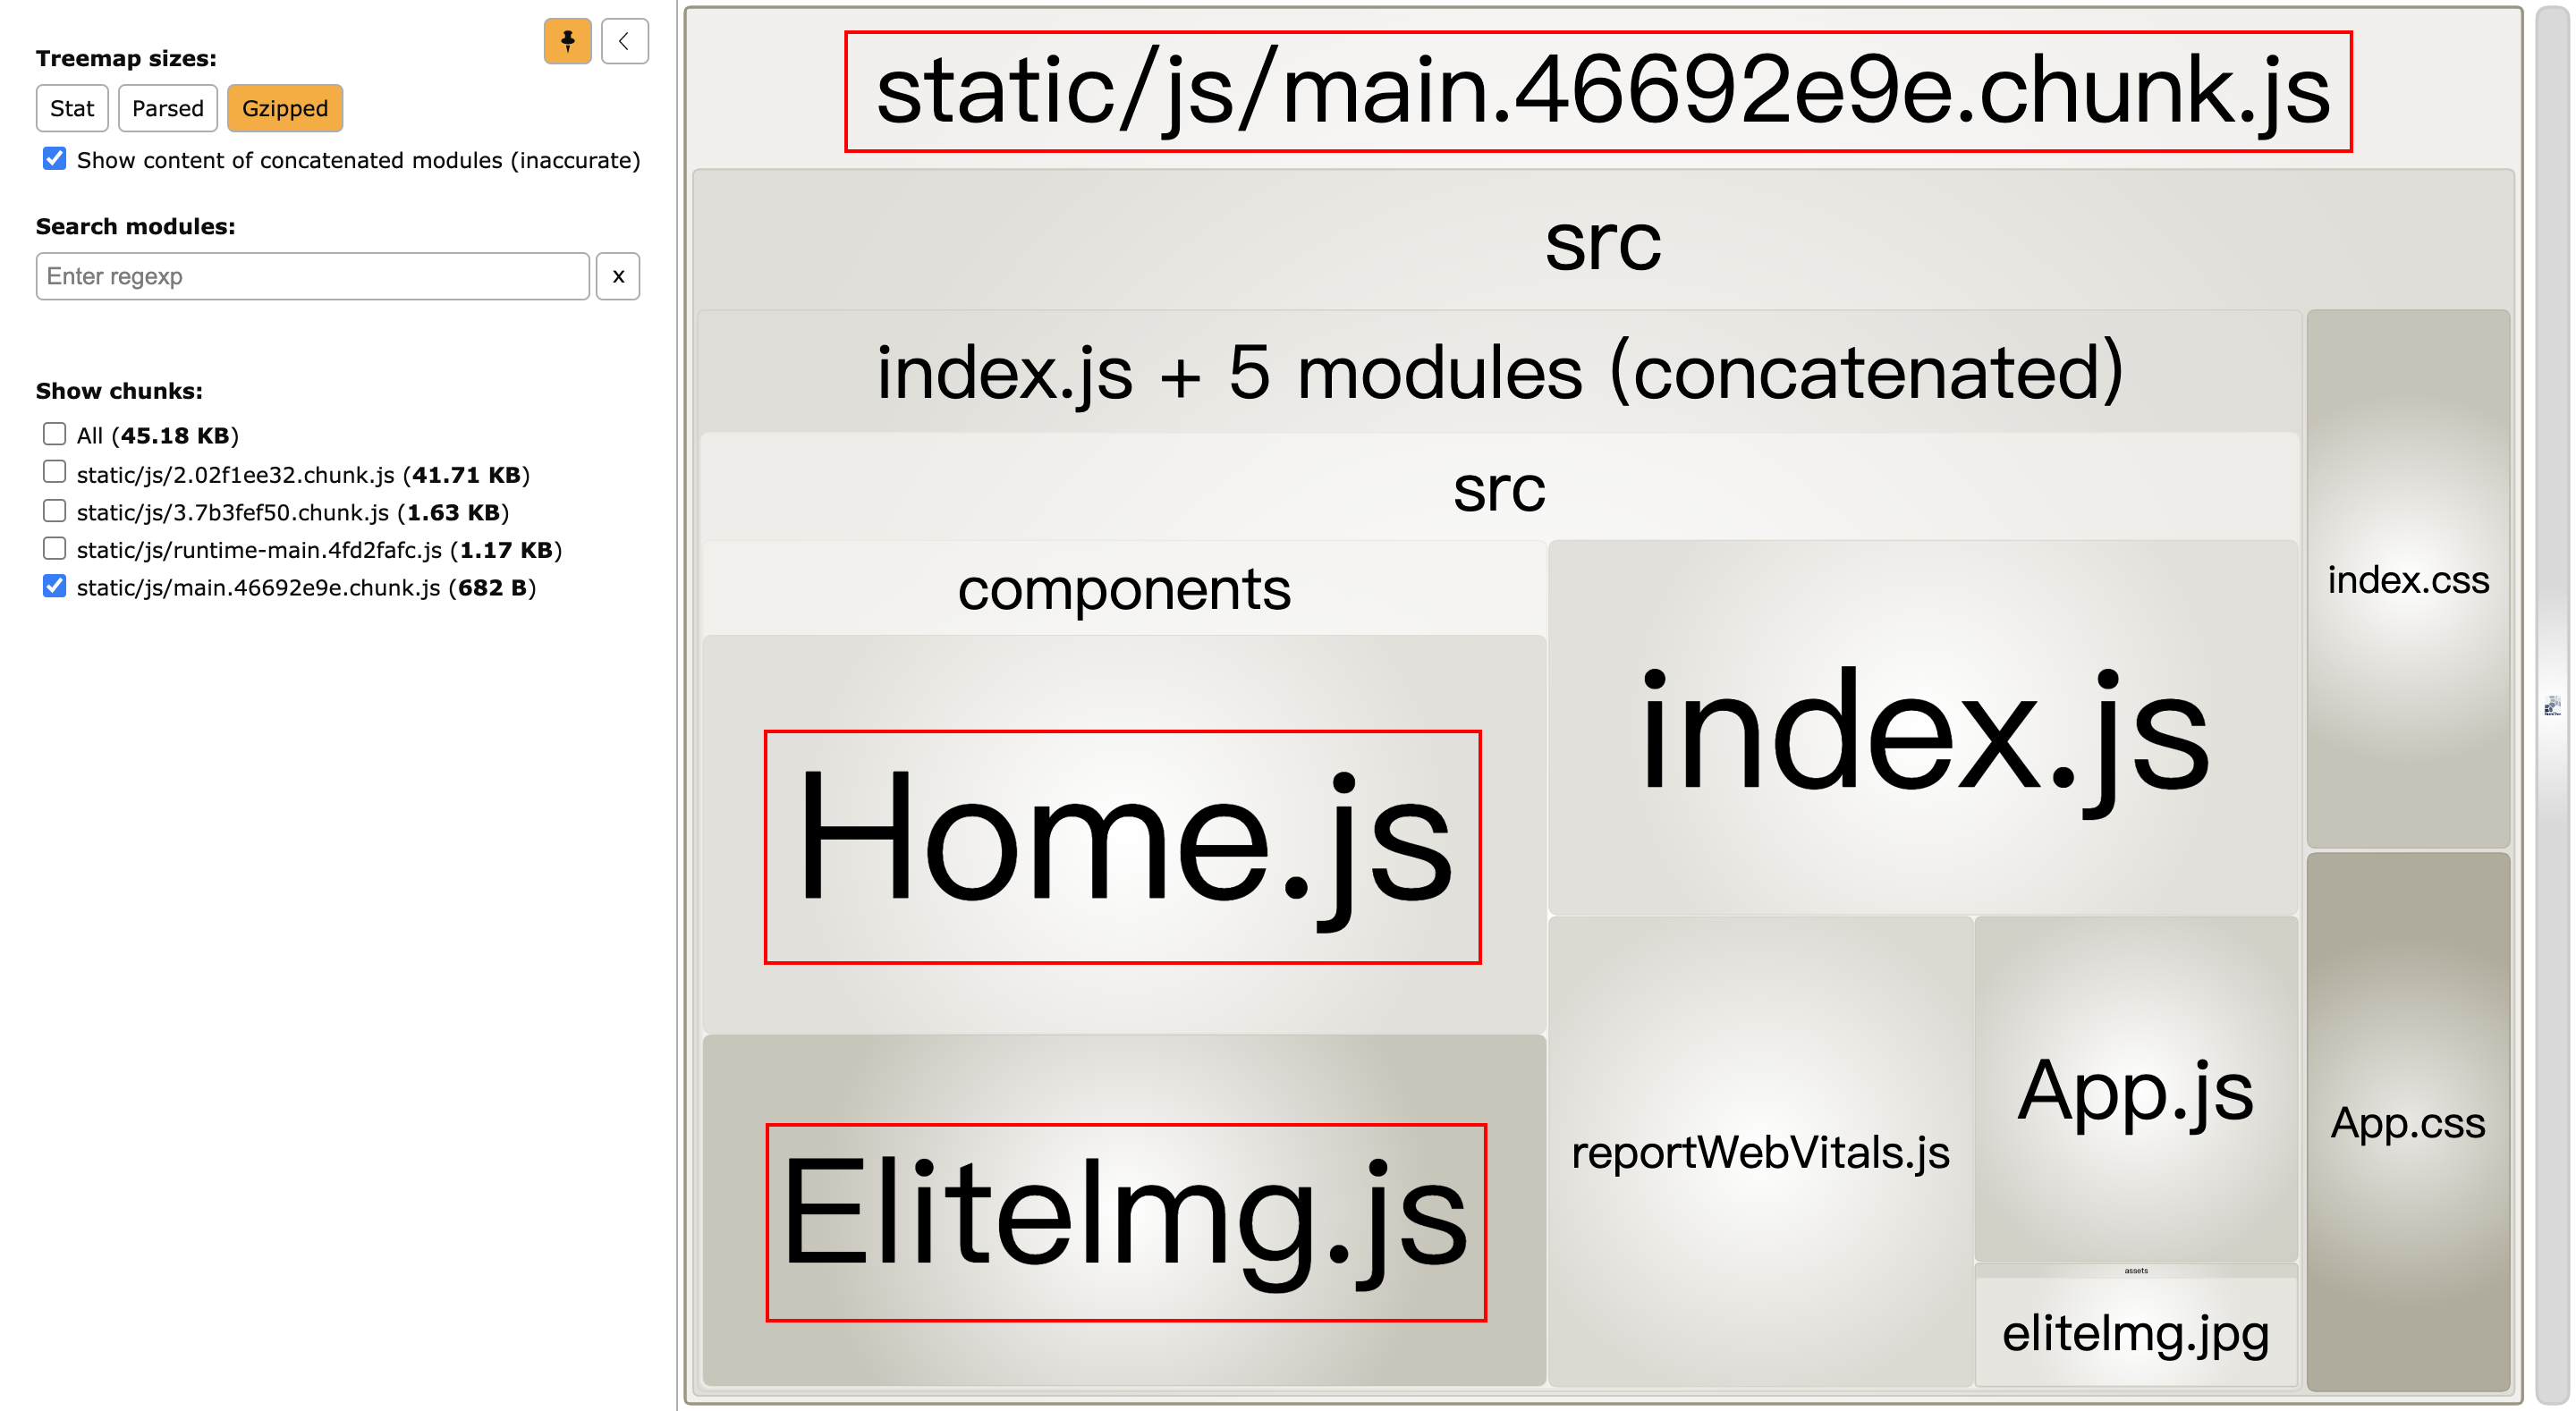 Treemap sizes:
Stat Parsed Gzipped
Show content of concatenated modules (inaccurate)
Search modules:
Enter regexp x
Show chunks:
All (45.18 KB)
static/js/2.02f1ee32.chunk.js (41.71 KB)
static/js/3.7b3fef50.chunk.js (1.63 KB)
static/js/runtime-main.4fd2fafc.js (1.17 KB)
static/js/main.46692e9e.chunk.js (682 B)
static/js/main.46692e9e.chunk.js
src
index.js + 5 modules (concatenated)
src
components
Home.js
EliteImg.js
index.js
reportWebVitals.js
App.js
assets
eliteImg.jpg
index.css
App.css